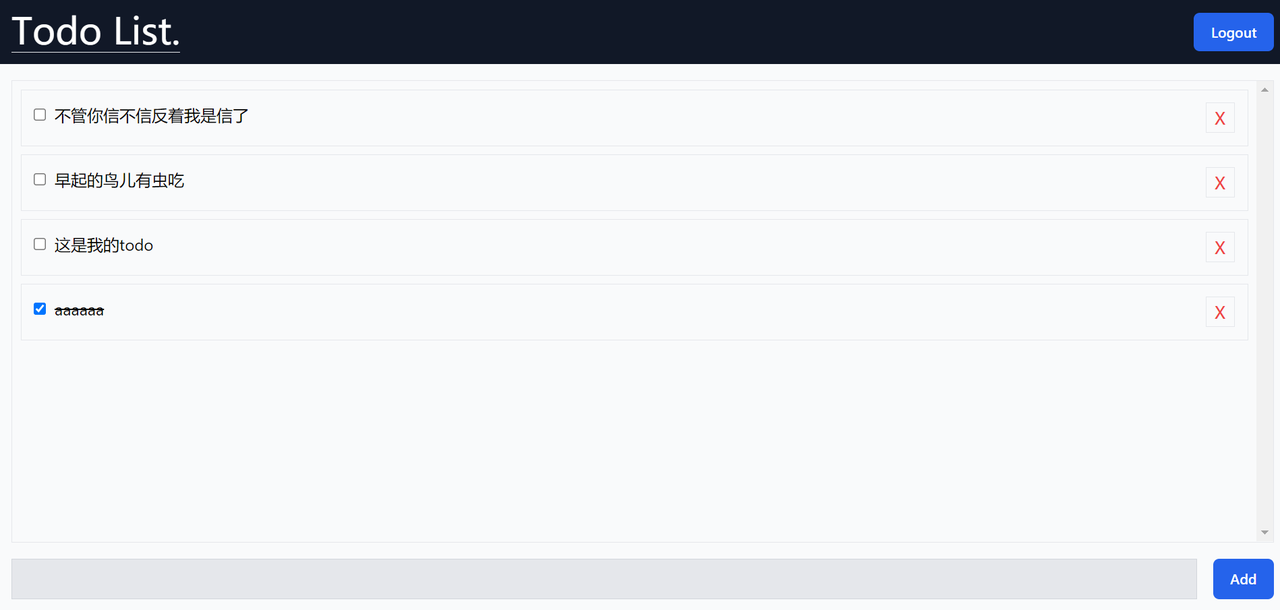 Todo List.
Logout
不管你信不信反着我是信了
X
早起的鸟儿有虫吃
X
这是我的todo
X
aaaaaa
X
Add